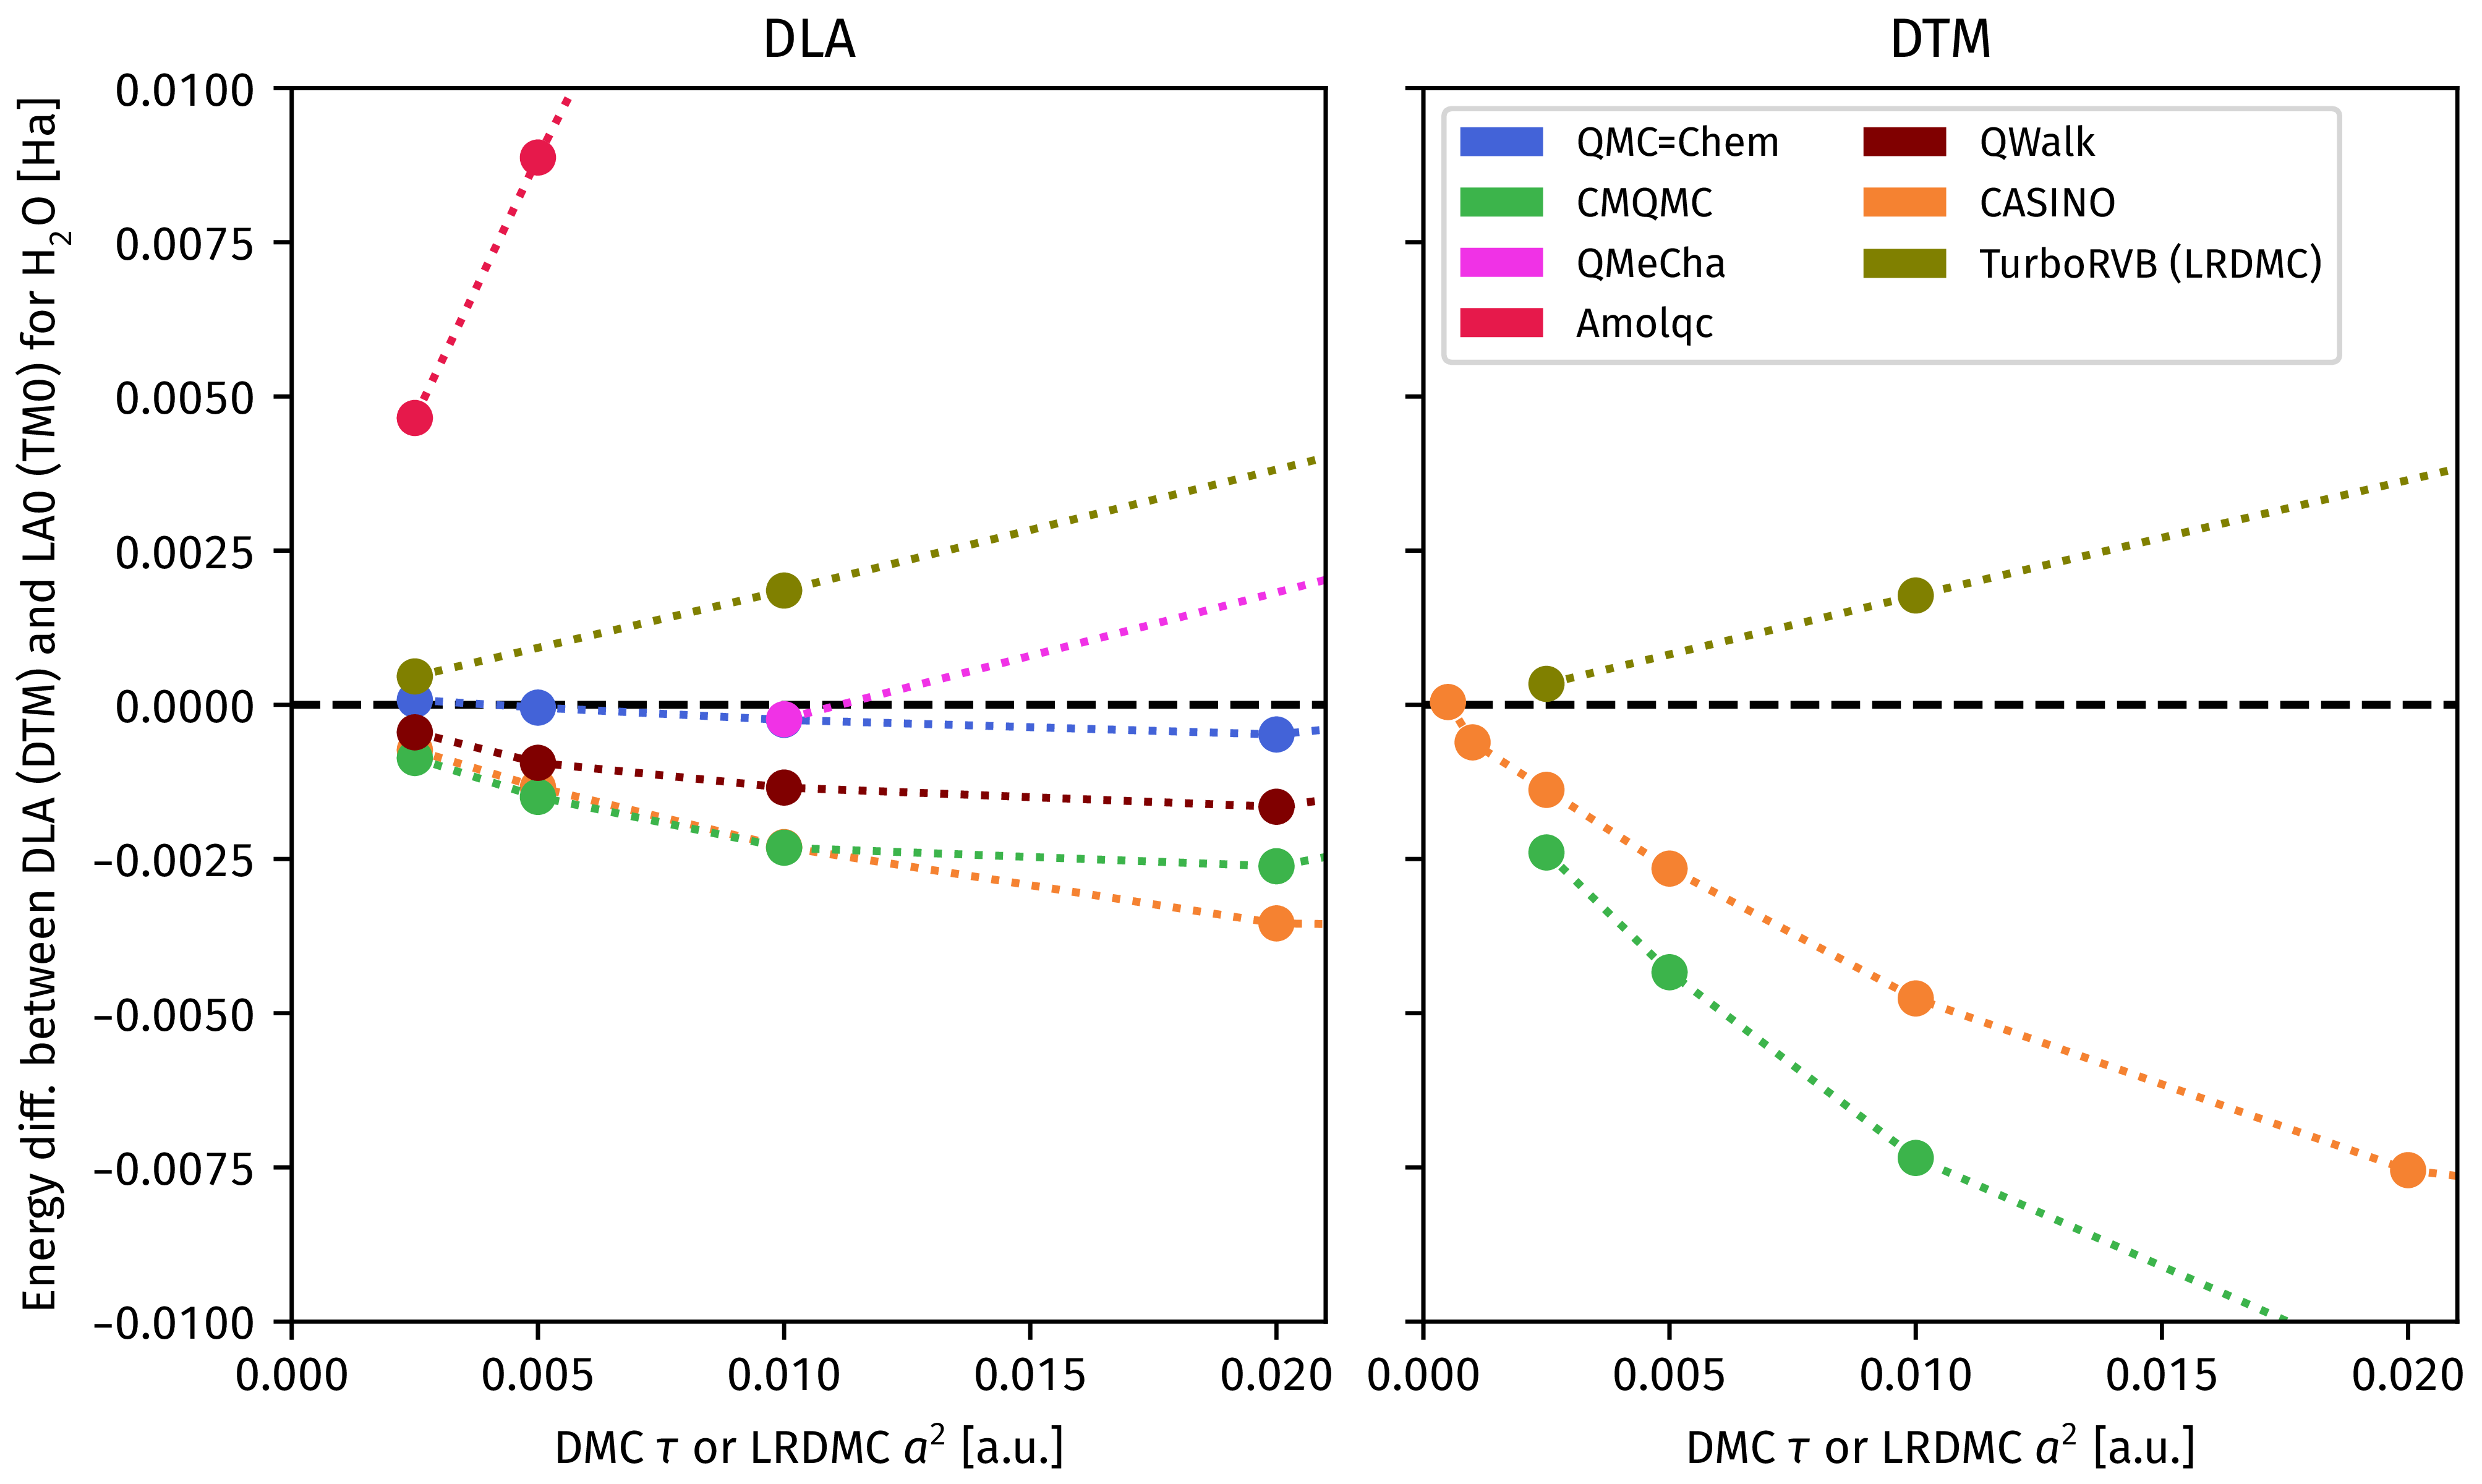 DLA
DTM
Energy diff. between DLA (DTM) and LA0 (TM0) for H₂O [Ha]
0.0100
0.0075
0.0050
0.0025
0.0000
−0.0025
−0.0050
−0.0075
−0.0100
QMC=Chem
CMQMC
QMeCha
Amolqc
QWalk
CASINO
TurboRVB (LRDMC)
0.000 0.005 0.010 0.015 0.020
0.000 0.005 0.010 0.015 0.020
DMC τ or LRDMC a² [a.u.]
DMC τ or LRDMC a² [a.u.]